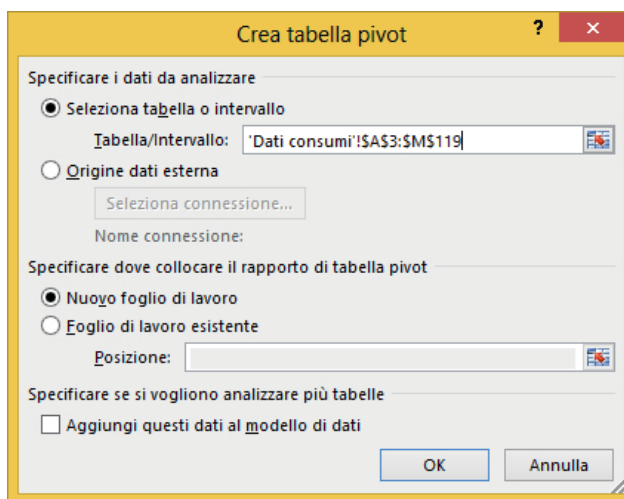 Crea tabella pivot
?
×
Specificare i dati da analizzare
Seleziona tabella o intervallo
Tabella/Intervallo: 'Dati consumi'!$A$3:$M$119
Origine dati esterna
Seleziona connessione...
Nome connessione:
Specificare dove collocare il rapporto di tabella pivot
Nuovo foglio di lavoro
Foglio di lavoro esistente
Posizione:
Specificare se si vogliono analizzare più tabelle
Aggiungi questi dati al modello di dati
OK Annulla